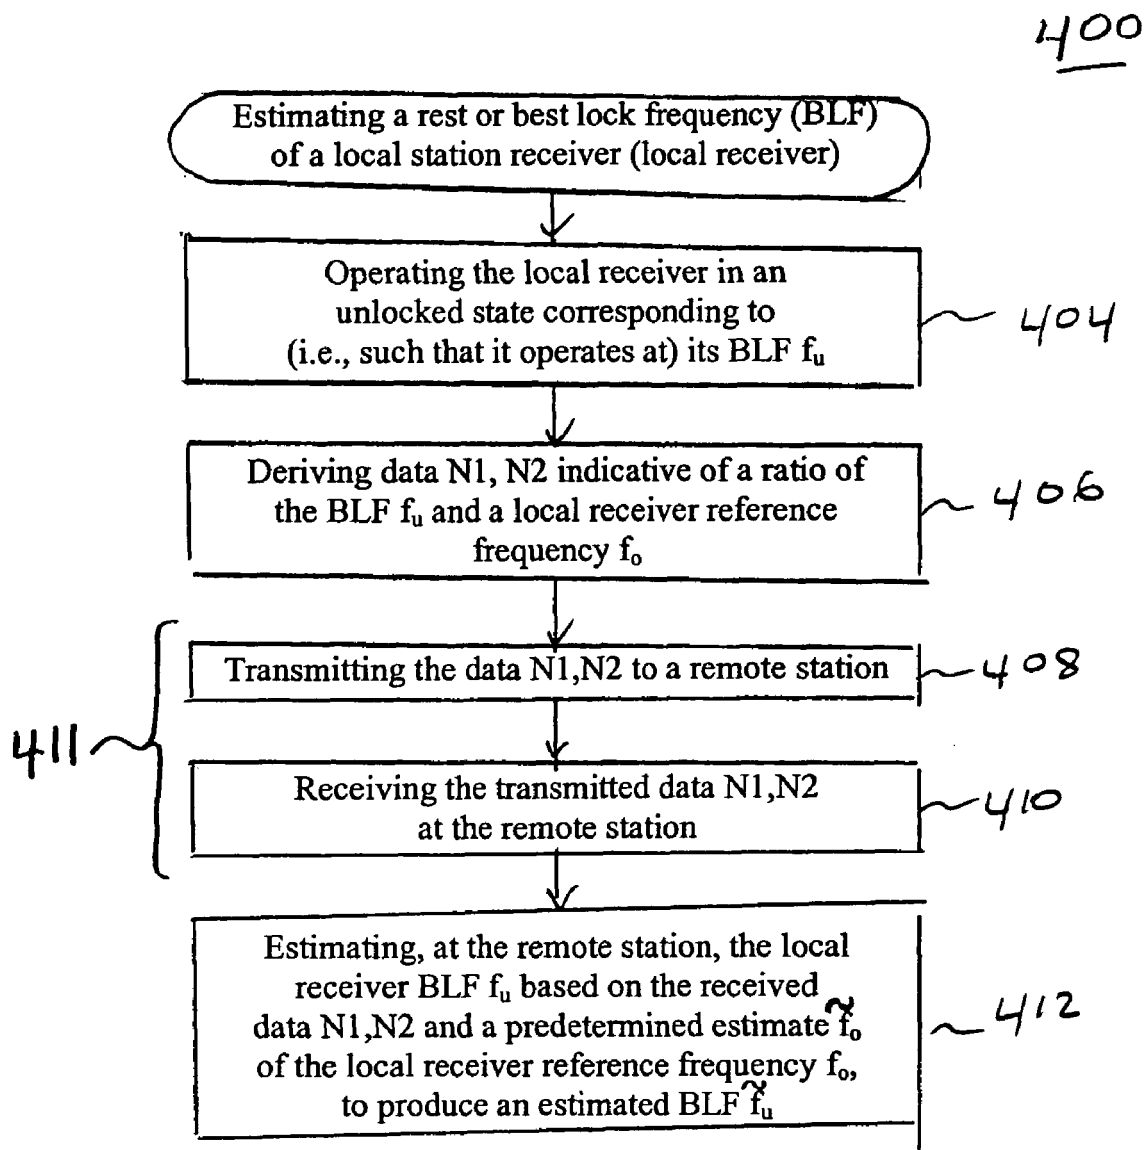 400
Estimating a rest or best lock frequency (BLF)
of a local station receiver (local receiver)
Operating the local receiver in an
unlocked state corresponding to
(i.e., such that it operates at) its BLF fᵤ
404
Deriving data N1, N2 indicative of a ratio of
the BLF fᵤ and a local receiver reference
frequency fₒ
406
Transmitting the data N1,N2 to a remote station
408
411
Receiving the transmitted data N1,N2
at the remote station
410
Estimating, at the remote station, the local
receiver BLF fᵤ based on the received
data N1,N2 and a predetermined estimate f̃ₒ
of the local receiver reference frequency fₒ,
to produce an estimated BLF f̃ᵤ
412